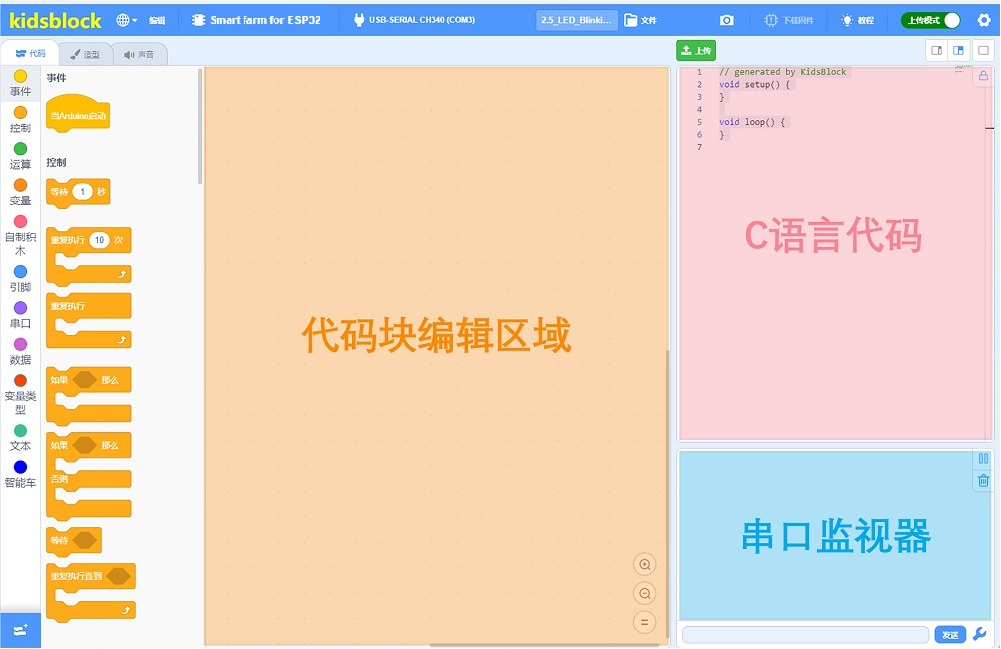 kidsblock
编辑
Smart farm for ESP32
USB-SERIAL CH340 (COM3)
2.5_LED_Blinki...
文件
下载固件
教程
上传模式
代码
造型
声音
上传
事件
控制
运算
变量
自制积
木
引脚
串口
数据
变量类
型
文本
智能车
事件
当Arduino启动
控制
等待 1 秒
重复执行 10 次
重复执行
如果 那么
如果 那么
否则
等待
重复执行直到
代码块编辑区域
1 // generated by KidsBlock
2 void setup() {
3 }
4
5 void loop() {
6 }
7
C语言代码
串口监视器
发送